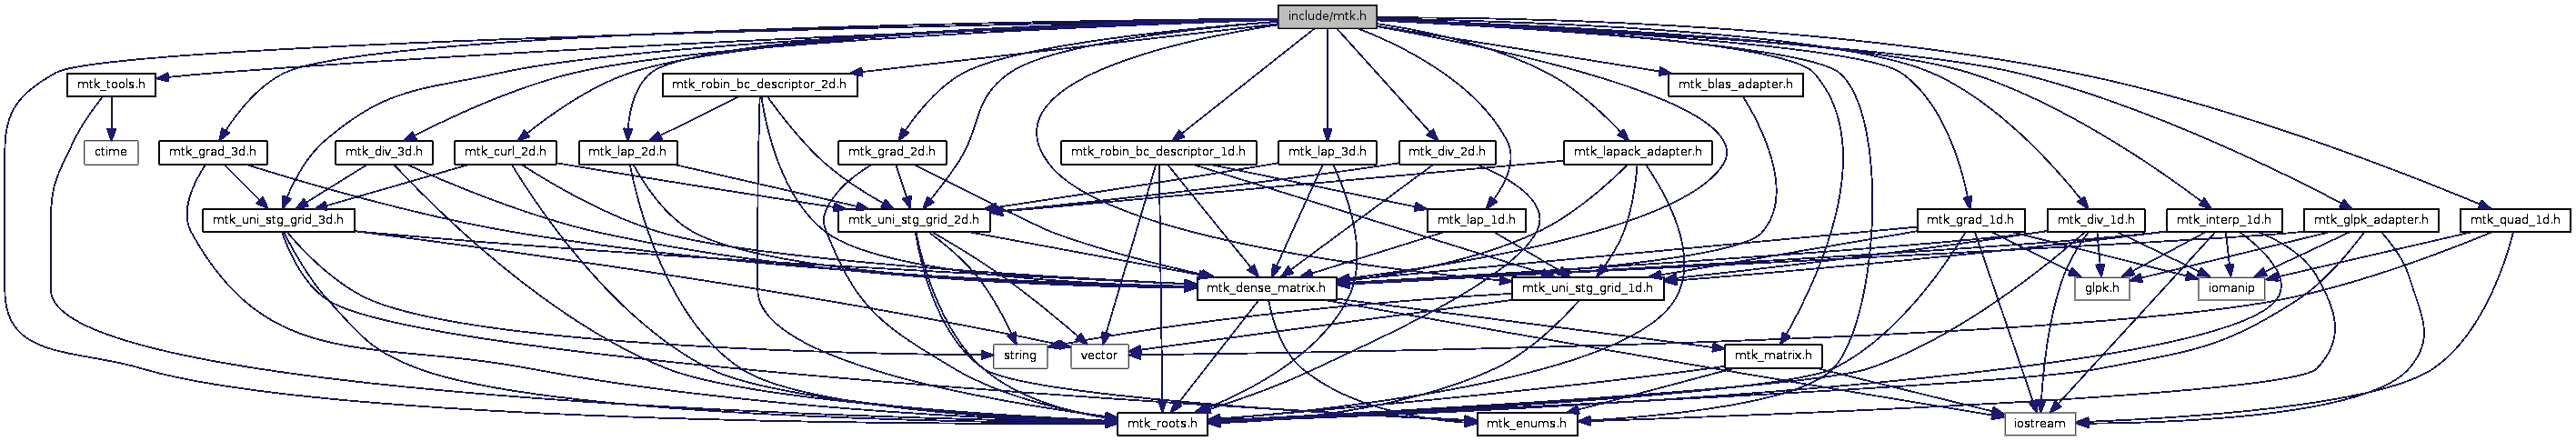 include/mtk.h
mtk_tools.h
mtk_robin_bc_descriptor_2d.h
mtk_blas_adapter.h
ctime
mtk_grad_3d.h
mtk_div_3d.h
mtk_curl_2d.h
mtk_lap_2d.h
mtk_grad_2d.h
mtk_robin_bc_descriptor_1d.h
mtk_lap_3d.h
mtk_div_2d.h
mtk_lapack_adapter.h
mtk_uni_stg_grid_3d.h
mtk_uni_stg_grid_2d.h
mtk_lap_1d.h
mtk_grad_1d.h
mtk_div_1d.h
mtk_interp_1d.h
mtk_glpk_adapter.h
mtk_quad_1d.h
mtk_dense_matrix.h
mtk_uni_stg_grid_1d.h
glpk.h
iomanip
string
vector
mtk_matrix.h
mtk_roots.h
mtk_enums.h
iostream